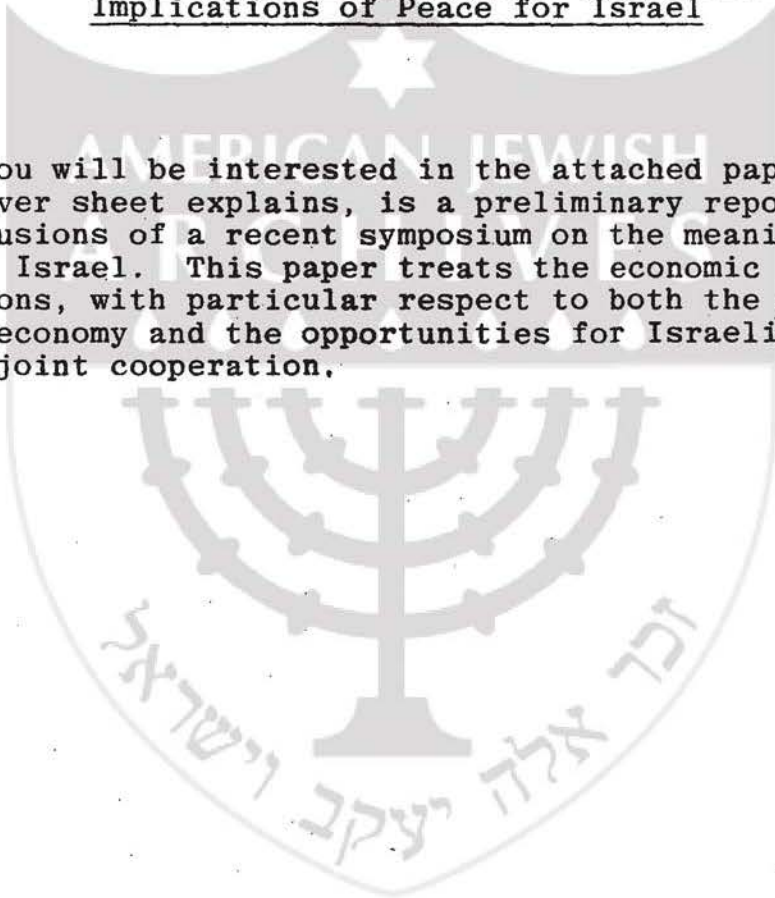 Implications of Peace for Israel
AMERICAN JEWISH
ARCHIVES
ou will be interested in the attached pap
ver sheet explains, is a preliminary repo
usions of a recent symposium on the meani
Israel. This paper treats the economic
ons, with particular respect to both the
economy and the opportunities for Israeli
joint cooperation.
זכר אלה יעקב וישראל